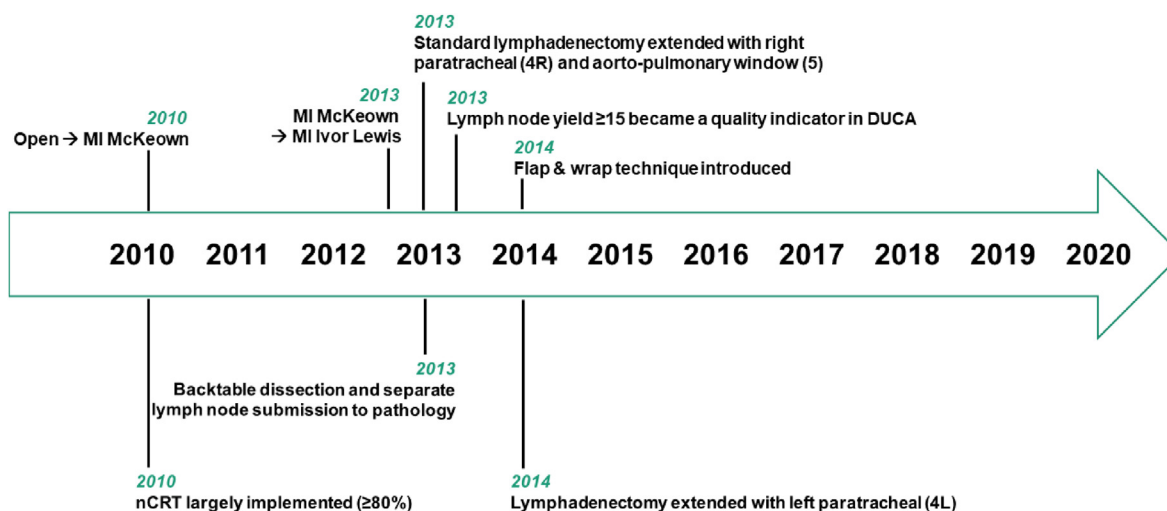 2013
Standard lymphadenectomy extended with right
paratracheal (4R) and aorto-pulmonary window (5)
2013
MI McKeown
→ MI Ivor Lewis
2013
Lymph node yield ≥15 became a quality indicator in DUCA
2010
Open → MI McKeown
2014
Flap & wrap technique introduced
2010 2011 2012 2013 2014 2015 2016 2017 2018 2019 2020
2013
Backtable dissection and separate
lymph node submission to pathology
2010
nCRT largely implemented (≥80%)
2014
Lymphadenectomy extended with left paratracheal (4L)